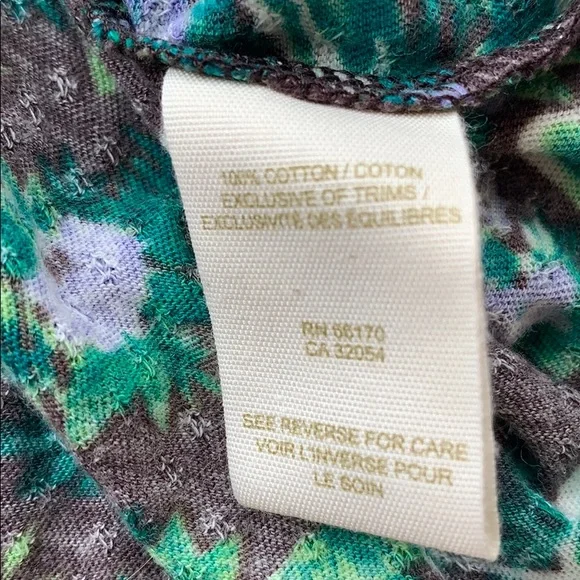 100% COTTON / COTON
EXCLUSIVE OF TRIMS /
EXCLUSIVITÉ DES ÉQUILIBRES
RN 66170
CA 32054
SEE REVERSE FOR CARE
VOIR L'INVERSE POUR
LE SOIN